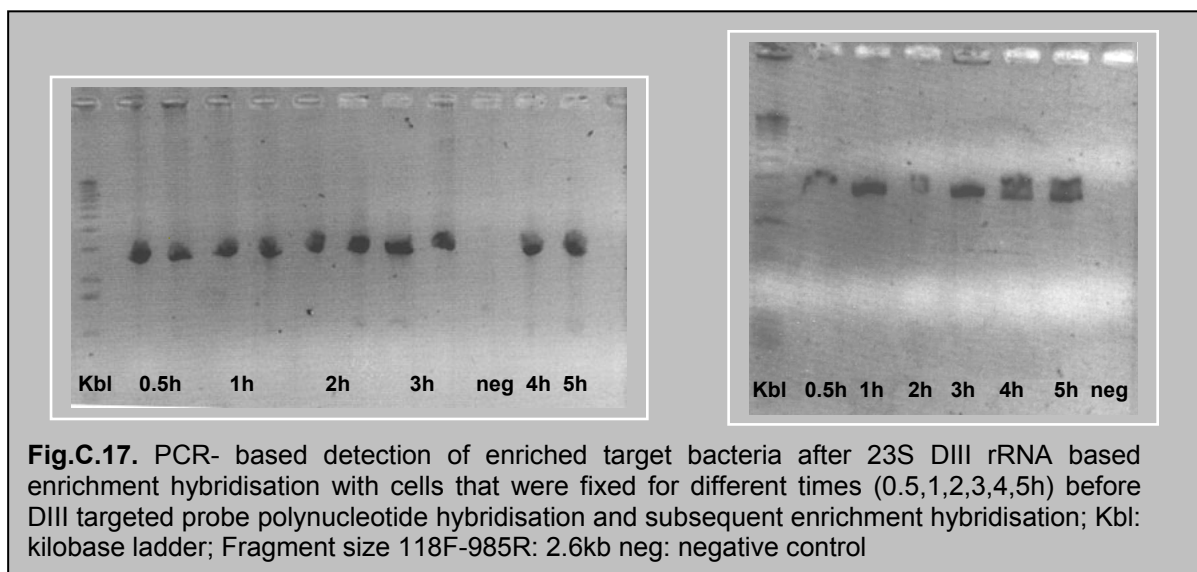 Kbl 0.5h 1h 2h 3h neg 4h 5h
Kbl 0.5h 1h 2h 3h 4h 5h neg
Fig.C.17. PCR- based detection of enriched target bacteria after 23S DIII rRNA based
enrichment hybridisation with cells that were fixed for different times (0.5,1,2,3,4,5h) before
DIII targeted probe polynucleotide hybridisation and subsequent enrichment hybridisation; Kbl:
kilobase ladder; Fragment size 118F-985R: 2.6kb neg: negative control